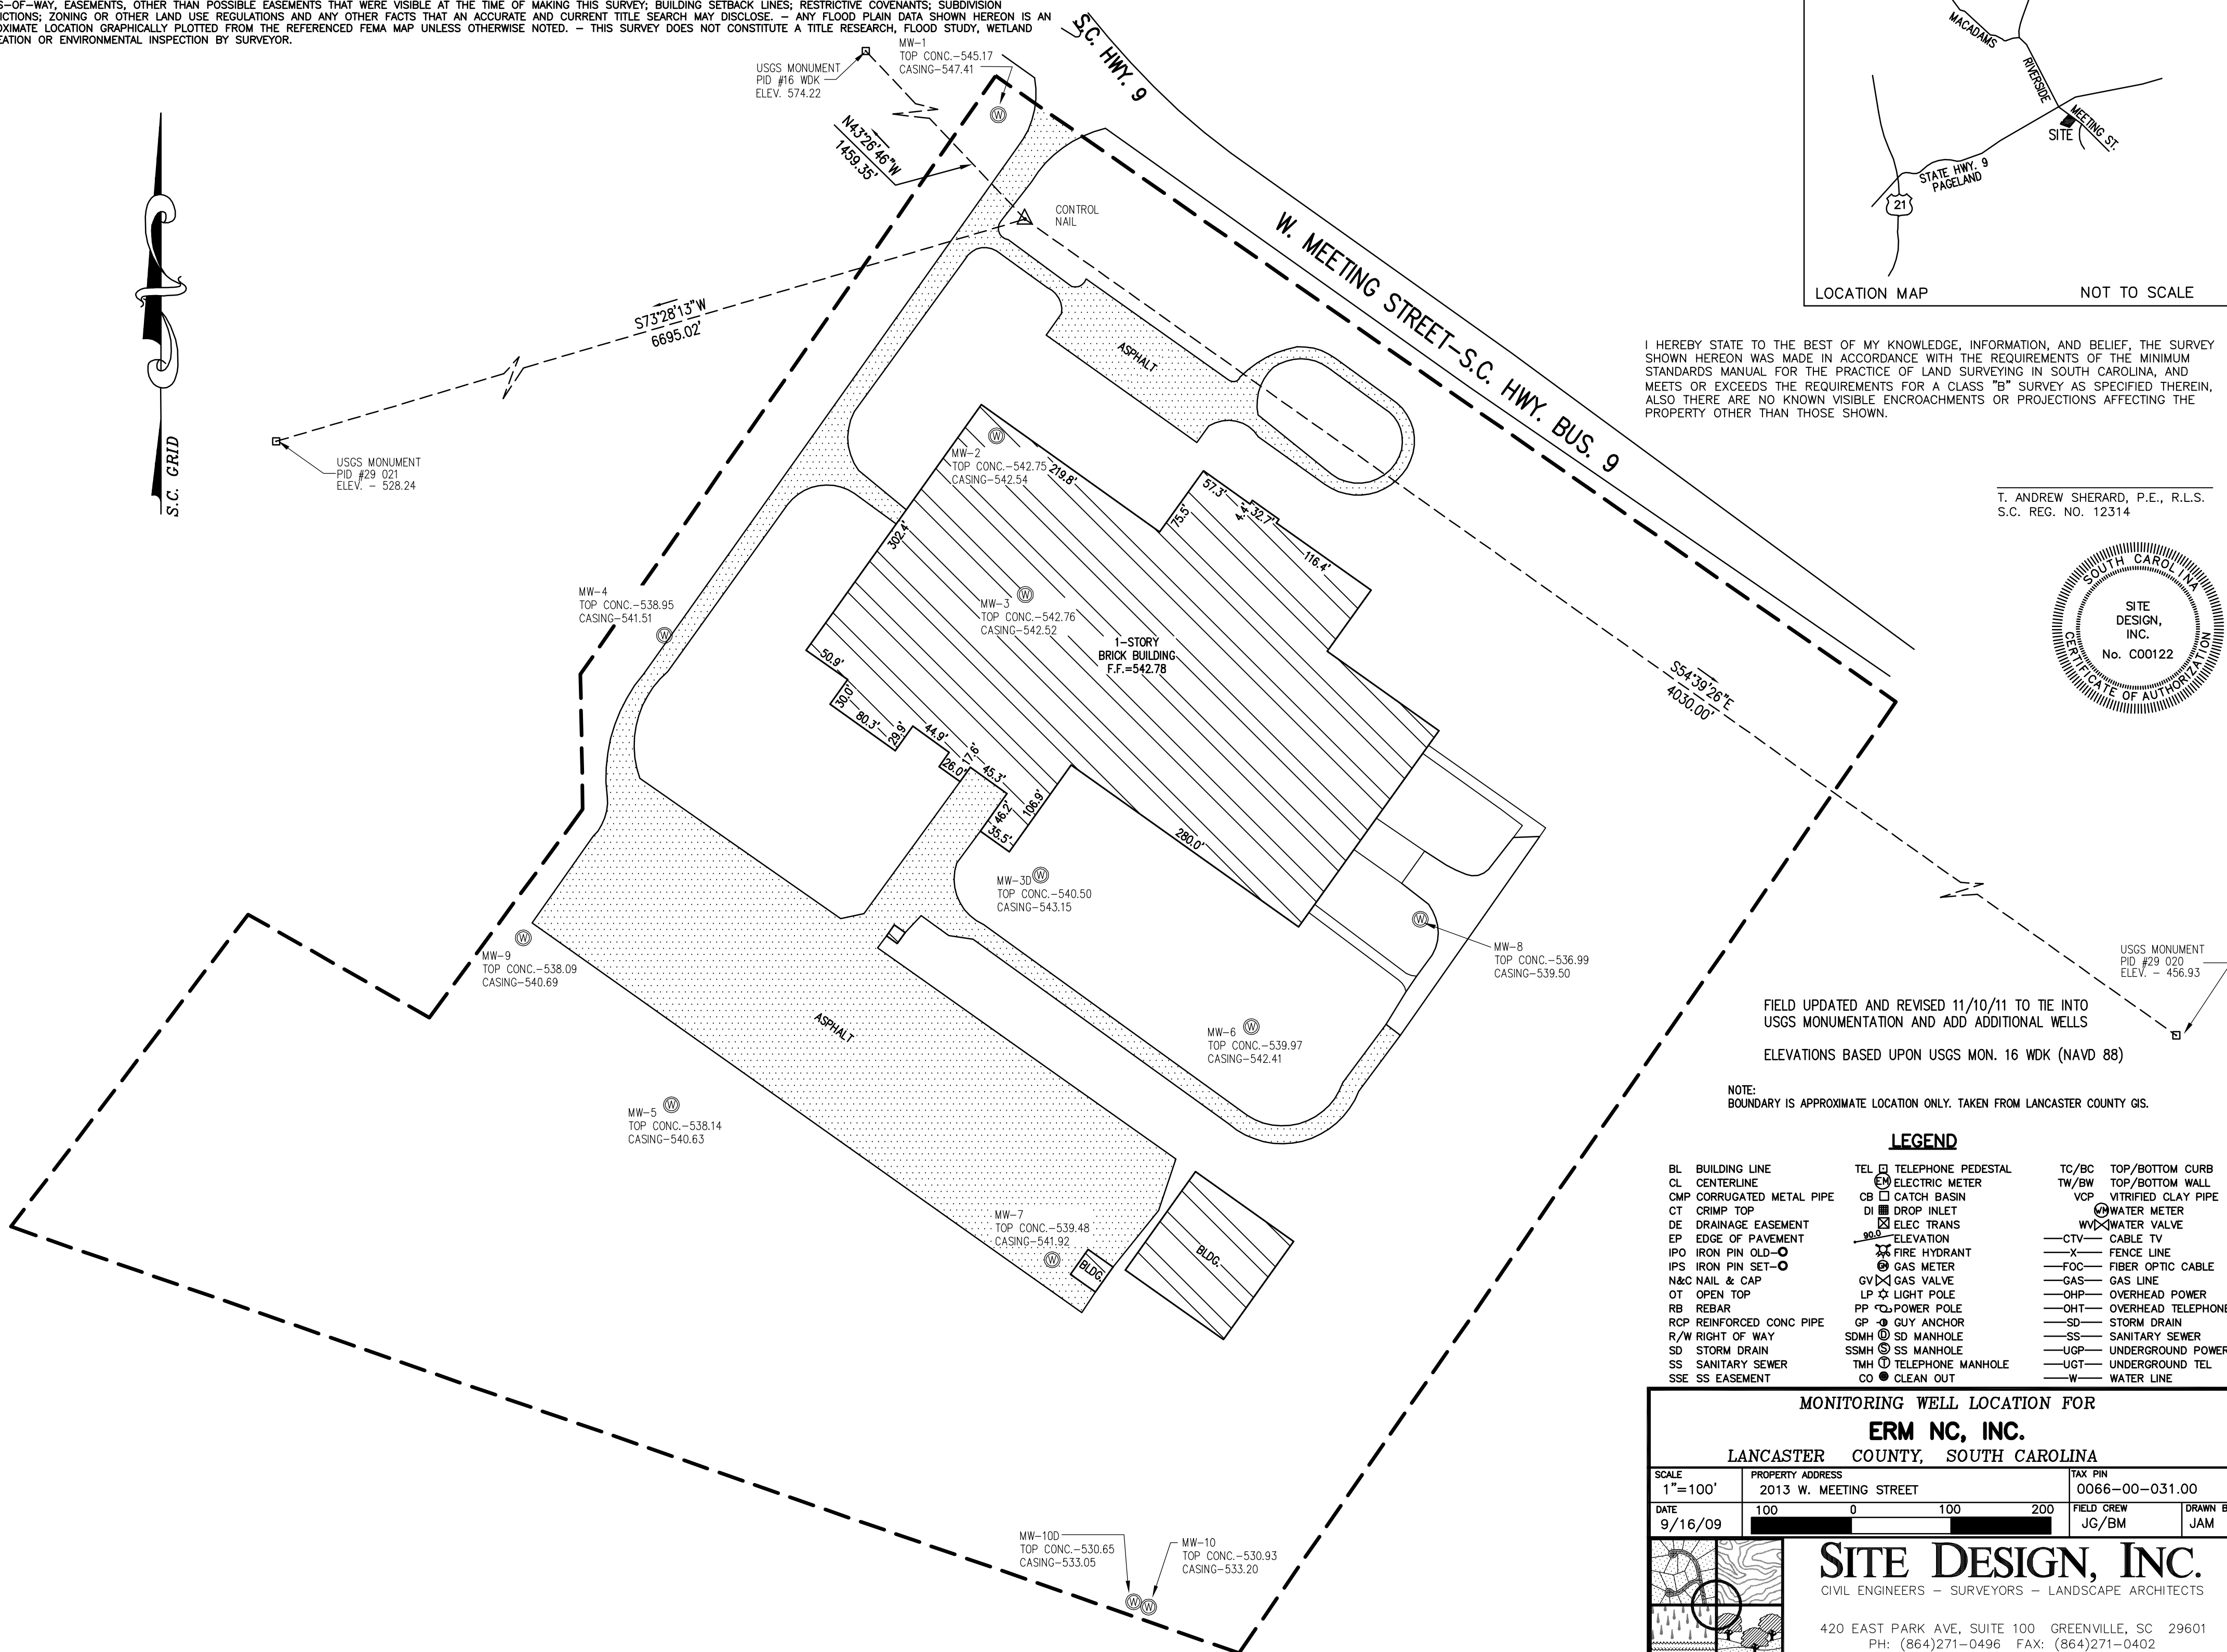 S-OF-WAY, EASEMENTS, OTHER THAN POSSIBLE EASEMENTS THAT WERE VISIBLE AT THE TIME OF MAKING THIS SURVEY; BUILDING SETBACK LINES; RESTRICTIVE COVENANTS; SUBDIVISION
ICTIONS; ZONING OR OTHER LAND USE REGULATIONS AND ANY OTHER FACTS THAT AN ACCURATE AND CURRENT TITLE SEARCH MAY DISCLOSE. – ANY FLOOD PLAIN DATA SHOWN HEREON IS AN
OXIMATE LOCATION GRAPHICALLY PLOTTED FROM THE REFERENCED FEMA MAP UNLESS OTHERWISE NOTED. – THIS SURVEY DOES NOT CONSTITUTE A TITLE RESEARCH, FLOOD STUDY, WETLAND
EATION OR ENVIRONMENTAL INSPECTION BY SURVEYOR.
S.C. GRID
USGS MONUMENT
PID #16 WDK
ELEV. 574.22
MW-1
TOP CONC.-545.17
CASING-547.41
N43°26'46"W
1459.35'
CONTROL
NAIL
S.C. HWY. 9
W. MEETING STREET-S.C. HWY. BUS. 9
S73°28'13"W
6695.02'
USGS MONUMENT
PID #29 021
ELEV. - 528.24
ASPHALT
MW-2
TOP CONC.-542.75
CASING-542.54
219.8'
57.3'
75.5'
4.4'
32.7'
116.4'
302.4'
MW-4
TOP CONC.-538.95
CASING-541.51
MW-3
TOP CONC.-542.76
CASING-542.52
1-STORY
BRICK BUILDING
F.F.=542.78
50.9'
30.0'
80.3'
29.9'
44.9'
26.0'
17.6'
45.3'
46.2'
35.5'
106.9'
280.0'
S54°39'26"E
4030.00'
MW-3D
TOP CONC.-540.50
CASING-543.15
MW-8
TOP CONC.-536.99
CASING-539.50
MW-9
TOP CONC.-538.09
CASING-540.69
ASPHALT
MW-6
TOP CONC.-539.97
CASING-542.41
MW-5
TOP CONC.-538.14
CASING-540.63
MW-7
TOP CONC.-539.48
CASING-541.92
BLDG.
BLDG.
MW-10D
TOP CONC.-530.65
CASING-533.05
MW-10
TOP CONC.-530.93
CASING-533.20
W
W
W
W
W
W
W
W
W
W
W
W
MACADAMS
RIVERSIDE
MEETING ST.
SITE
STATE HWY. 9
PAGELAND
21
LOCATION MAP NOT TO SCALE
I HEREBY STATE TO THE BEST OF MY KNOWLEDGE, INFORMATION, AND BELIEF, THE SURVEY
SHOWN HEREON WAS MADE IN ACCORDANCE WITH THE REQUIREMENTS OF THE MINIMUM
STANDARDS MANUAL FOR THE PRACTICE OF LAND SURVEYING IN SOUTH CAROLINA, AND
MEETS OR EXCEEDS THE REQUIREMENTS FOR A CLASS "B" SURVEY AS SPECIFIED THEREIN,
ALSO THERE ARE NO KNOWN VISIBLE ENCROACHMENTS OR PROJECTIONS AFFECTING THE
PROPERTY OTHER THAN THOSE SHOWN.
T. ANDREW SHERARD, P.E., R.L.S.
S.C. REG. NO. 12314
SOUTH CAROLINA
SITE
DESIGN,
INC.
No. C00122
CERTIFICATE OF AUTHORIZATION
USGS MONUMENT
PID #29 020
ELEV. - 456.93
FIELD UPDATED AND REVISED 11/10/11 TO TIE INTO
USGS MONUMENTATION AND ADD ADDITIONAL WELLS
ELEVATIONS BASED UPON USGS MON. 16 WDK (NAVD 88)
NOTE:
BOUNDARY IS APPROXIMATE LOCATION ONLY. TAKEN FROM LANCASTER COUNTY GIS.
LEGEND
BL BUILDING LINE TEL TELEPHONE PEDESTAL TC/BC TOP/BOTTOM CURB
CL CENTERLINE EM ELECTRIC METER TW/BW TOP/BOTTOM WALL
CMP CORRUGATED METAL PIPE CB CATCH BASIN VCP VITRIFIED CLAY PIPE
CT CRIMP TOP DI DROP INLET WM WATER METER
DE DRAINAGE EASEMENT ELEC TRANS WV WATER VALVE
EP EDGE OF PAVEMENT 90.0 ELEVATION CTV CABLE TV
IPO IRON PIN OLD- FIRE HYDRANT X FENCE LINE
IPS IRON PIN SET- GM GAS METER FOC FIBER OPTIC CABLE
N&C NAIL & CAP GV GAS VALVE GAS GAS LINE
OT OPEN TOP LP LIGHT POLE OHP OVERHEAD POWER
RB REBAR PP POWER POLE OHT OVERHEAD TELEPHONE
RCP REINFORCED CONC PIPE GP GUY ANCHOR SD STORM DRAIN
R/W RIGHT OF WAY SDMH D SD MANHOLE SS SANITARY SEWER
SD STORM DRAIN SSMH S SS MANHOLE UGP UNDERGROUND POWER
SS SANITARY SEWER TMH T TELEPHONE MANHOLE UGT UNDERGROUND TEL
SSE SS EASEMENT CO CLEAN OUT W WATER LINE
MONITORING WELL LOCATION FOR
ERM NC, INC.
LANCASTER COUNTY, SOUTH CAROLINA
SCALE PROPERTY ADDRESS TAX PIN
1"=100' 2013 W. MEETING STREET 0066-00-031.00
DATE 100 0 100 200 FIELD CREW DRAWN B
9/16/09 JG/BM JAM
SITE DESIGN, INC.
CIVIL ENGINEERS – SURVEYORS – LANDSCAPE ARCHITECTS
420 EAST PARK AVE, SUITE 100 GREENVILLE, SC 29601
PH: (864)271-0496 FAX: (864)271-0402